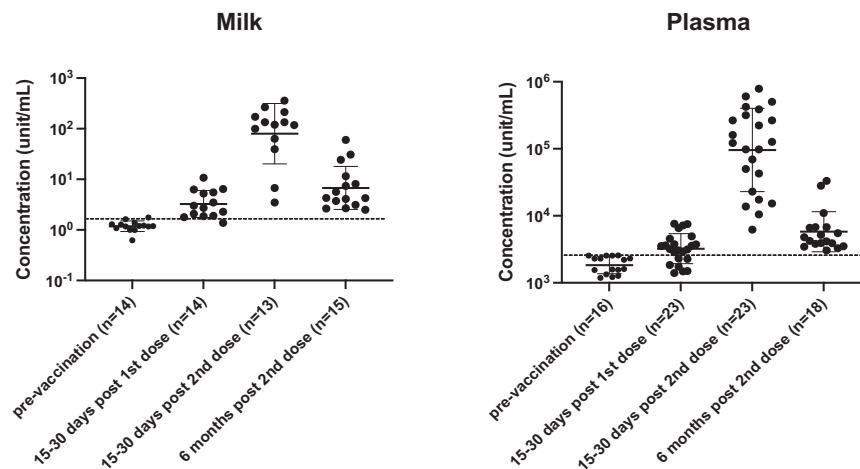 Milk
Concentration (unit/mL)
10³
10²
10¹
10⁰
10⁻¹
pre-vaccination (n=14)
15-30 days post 1st dose (n=14)
15-30 days post 2nd dose (n=13)
6 months post 2nd dose (n=15)
Plasma
Concentration (unit/mL)
10⁶
10⁵
10⁴
10³
pre-vaccination (n=16)
15-30 days post 1st dose (n=23)
15-30 days post 2nd dose (n=23)
6 months post 2nd dose (n=18)